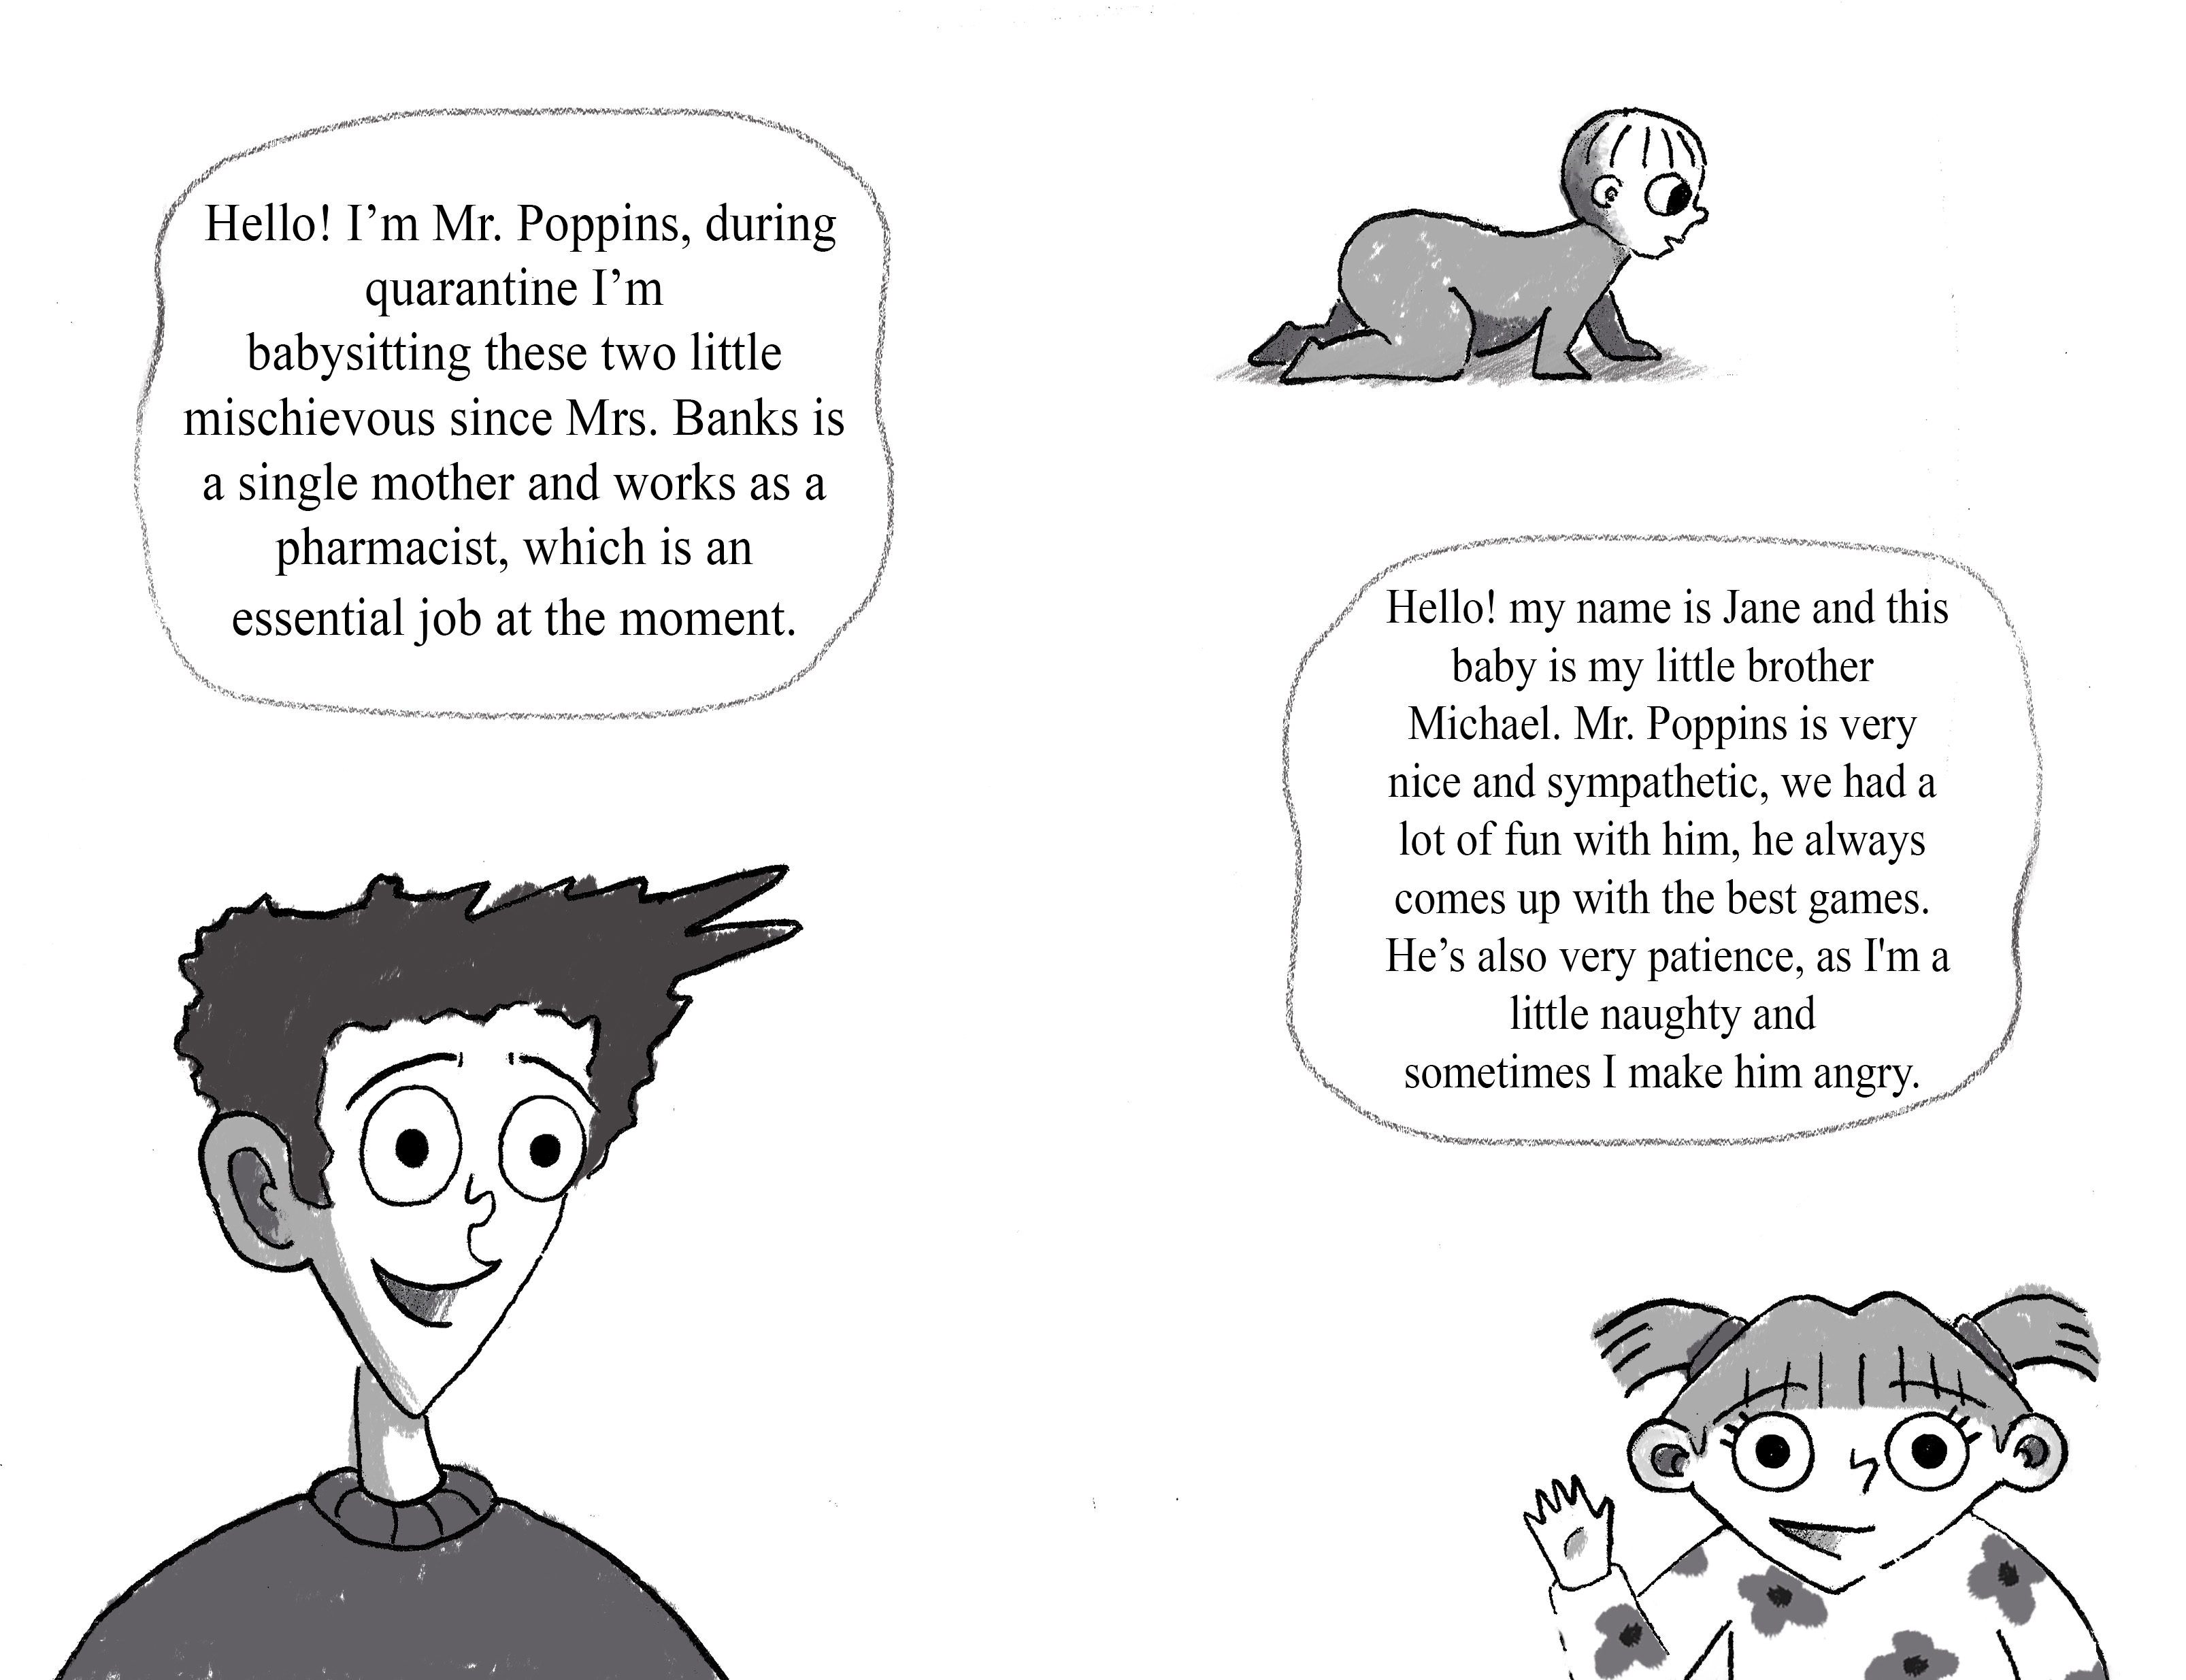 Hello! I’m Mr. Poppins, during
quarantine I’m
babysitting these two little
mischievous since Mrs. Banks is
a single mother and works as a
pharmacist, which is an
essential job at the moment.
Hello! my name is Jane and this
baby is my little brother
Michael. Mr. Poppins is very
nice and sympathetic, we had a
lot of fun with him, he always
comes up with the best games.
He’s also very patience, as I'm a
little naughty and
sometimes I make him angry.